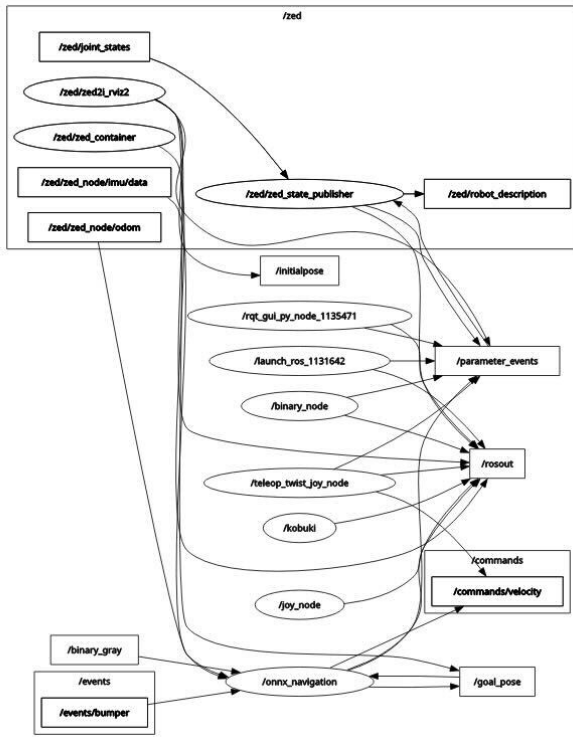 /zed
/zed/joint_states
/zed/zed2i_rviz2
/zed/zed_container
/zed/zed_node/imu/data
/zed/zed_state_publisher
/zed/robot_description
/zed/zed_node/odom
/initialpose
/rqt_gui_py_node_1135471
/launch_ros_1131642
/parameter_events
/binary_node
/rosout
/teleop_twist_joy_node
/kobuki
/commands
/commands/velocity
/joy_node
/binary_gray
/events
/onnx_navigation
/goal_pose
/events/bumper